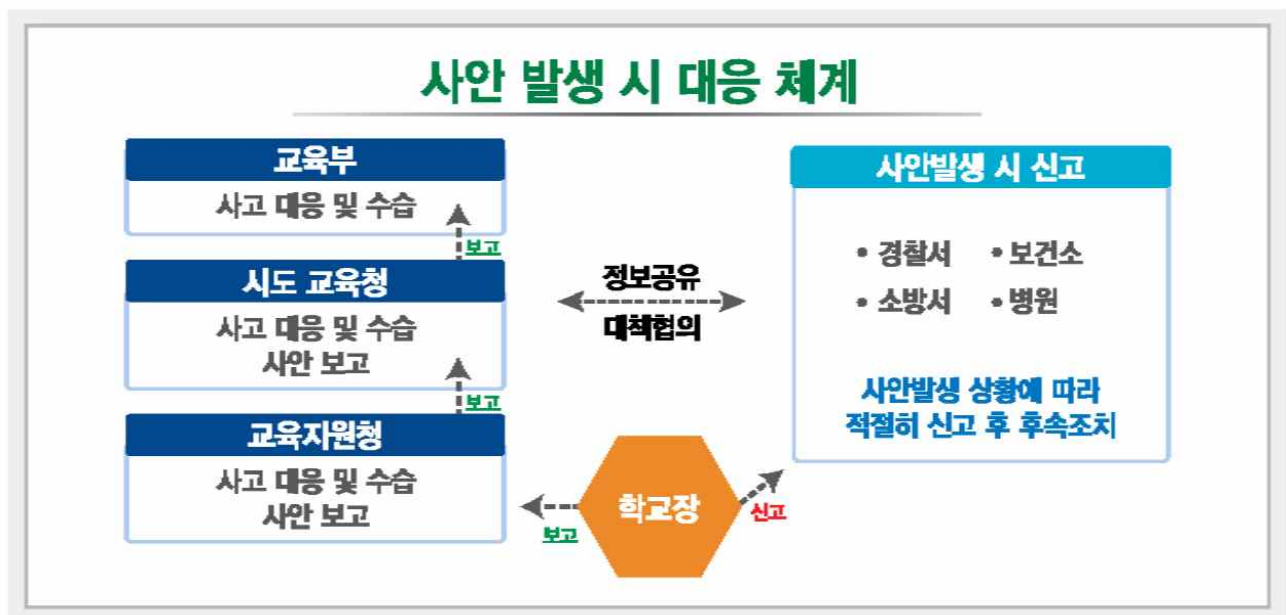 사안 발생 시 대응 체계
교육부
사고 대응 및 수습
보고
시도 교육청
사고 대응 및 수습
사안 보고
보고
교육지원청
사고 대응 및 수습
사안 보고
정보공유
대책협의
학교장
보고
신고
사안발생 시 신고
• 경찰서 • 보건소
• 소방서 • 병원
사안발생 상황에 따라
적절히 신고 후 후속조치